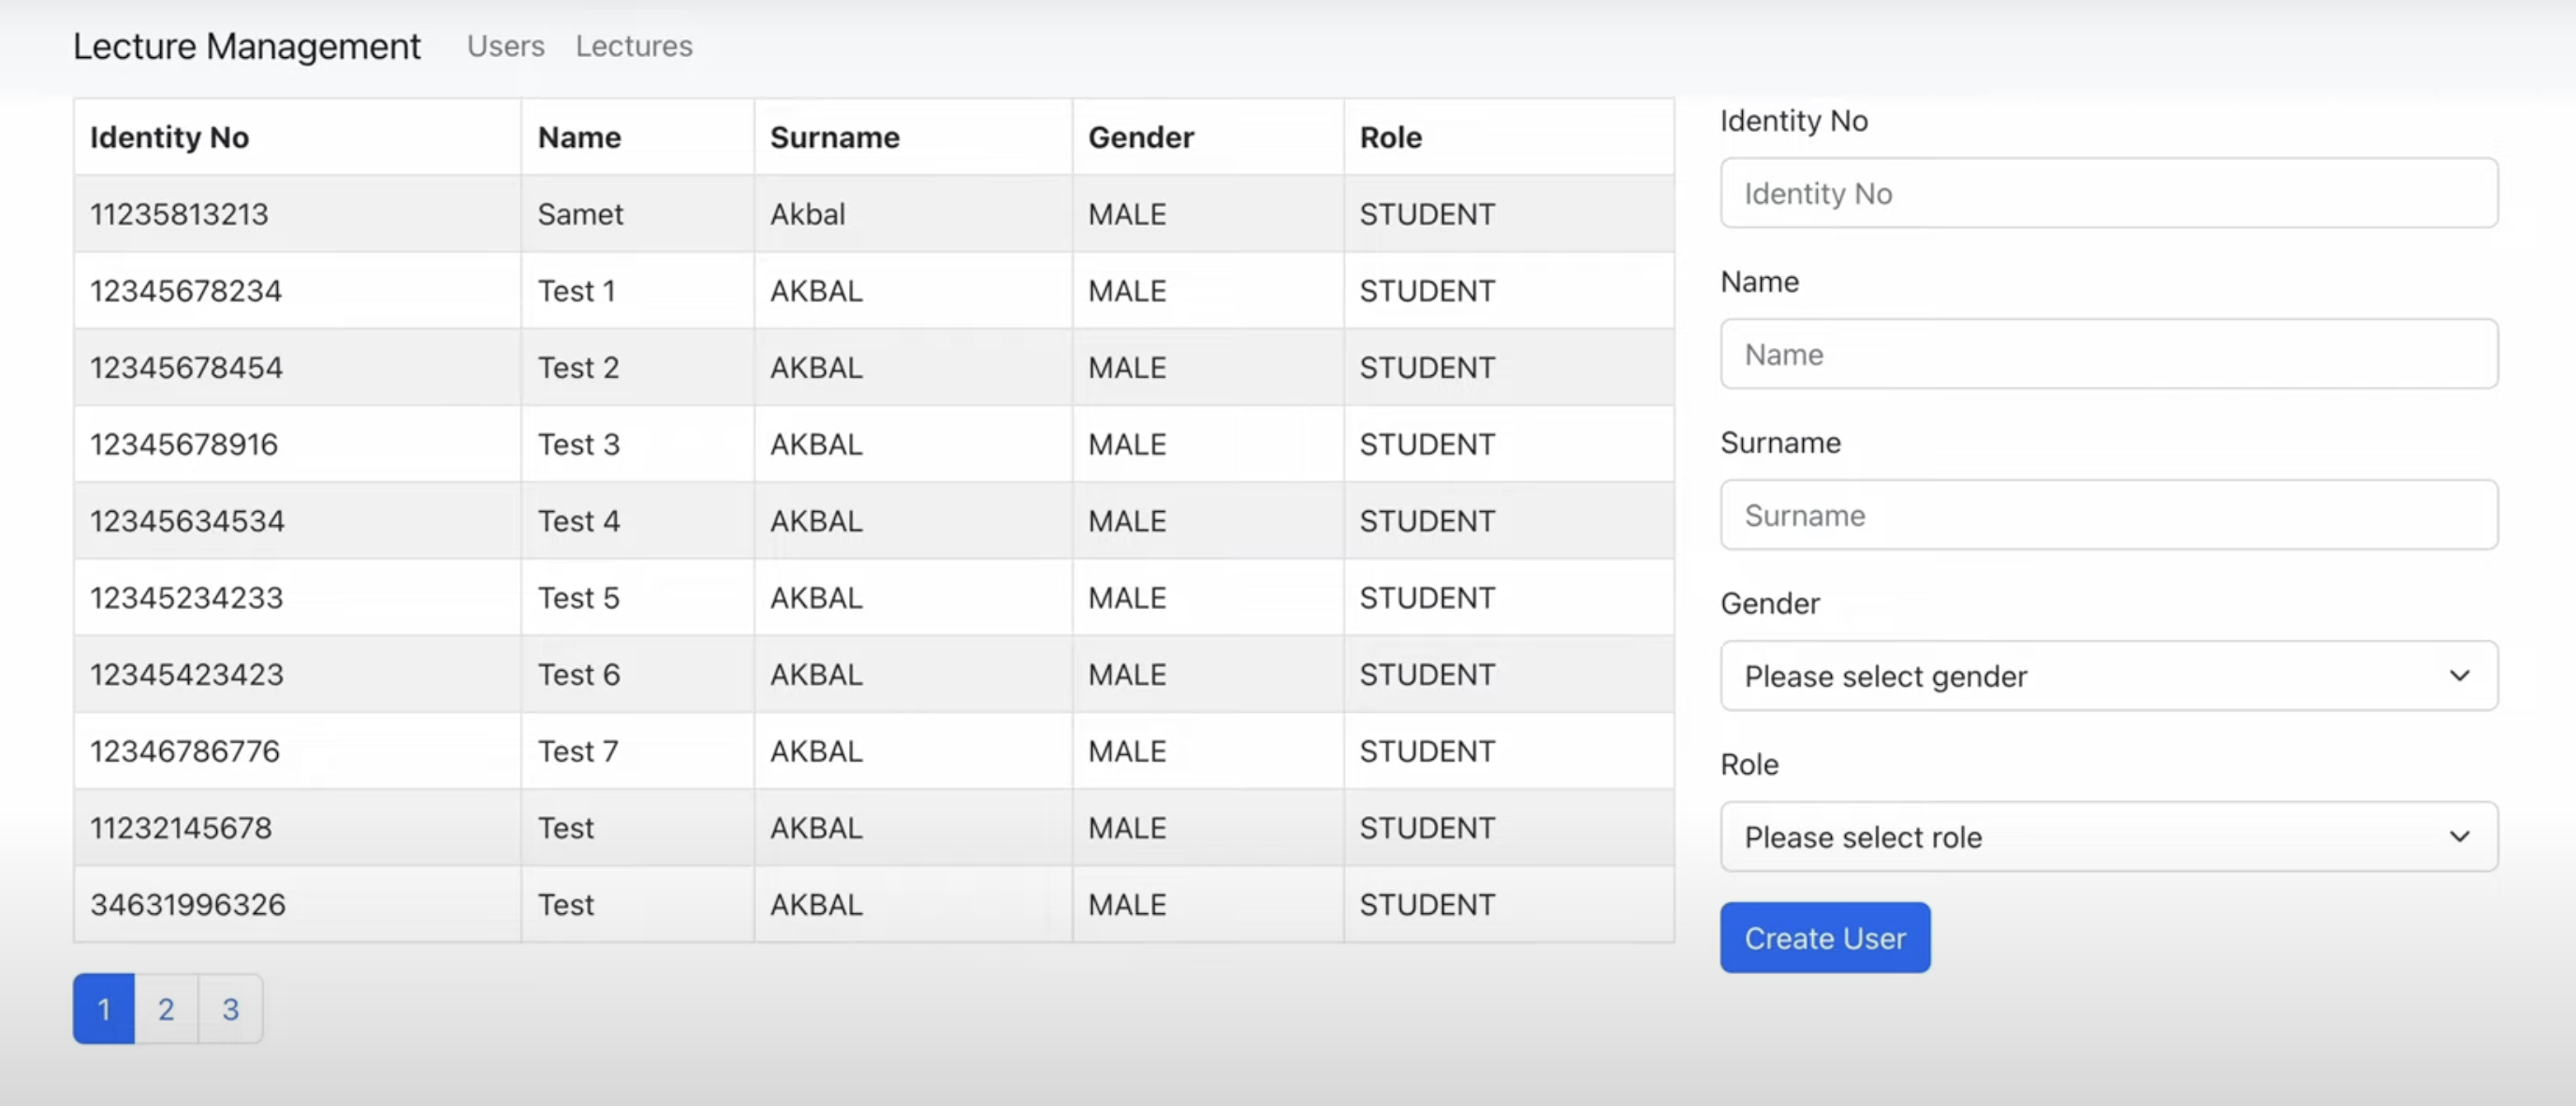 Lecture Management Users Lectures
Identity No Name Surname Gender Role
11235813213 Samet Akbal MALE STUDENT
12345678234 Test 1 AKBAL MALE STUDENT
12345678454 Test 2 AKBAL MALE STUDENT
12345678916 Test 3 AKBAL MALE STUDENT
12345634534 Test 4 AKBAL MALE STUDENT
12345234233 Test 5 AKBAL MALE STUDENT
12345423423 Test 6 AKBAL MALE STUDENT
12346786776 Test 7 AKBAL MALE STUDENT
11232145678 Test AKBAL MALE STUDENT
34631996326 Test AKBAL MALE STUDENT
1 2 3
Identity No
Identity No
Name
Name
Surname
Surname
Gender
Please select gender
Role
Please select role
Create User